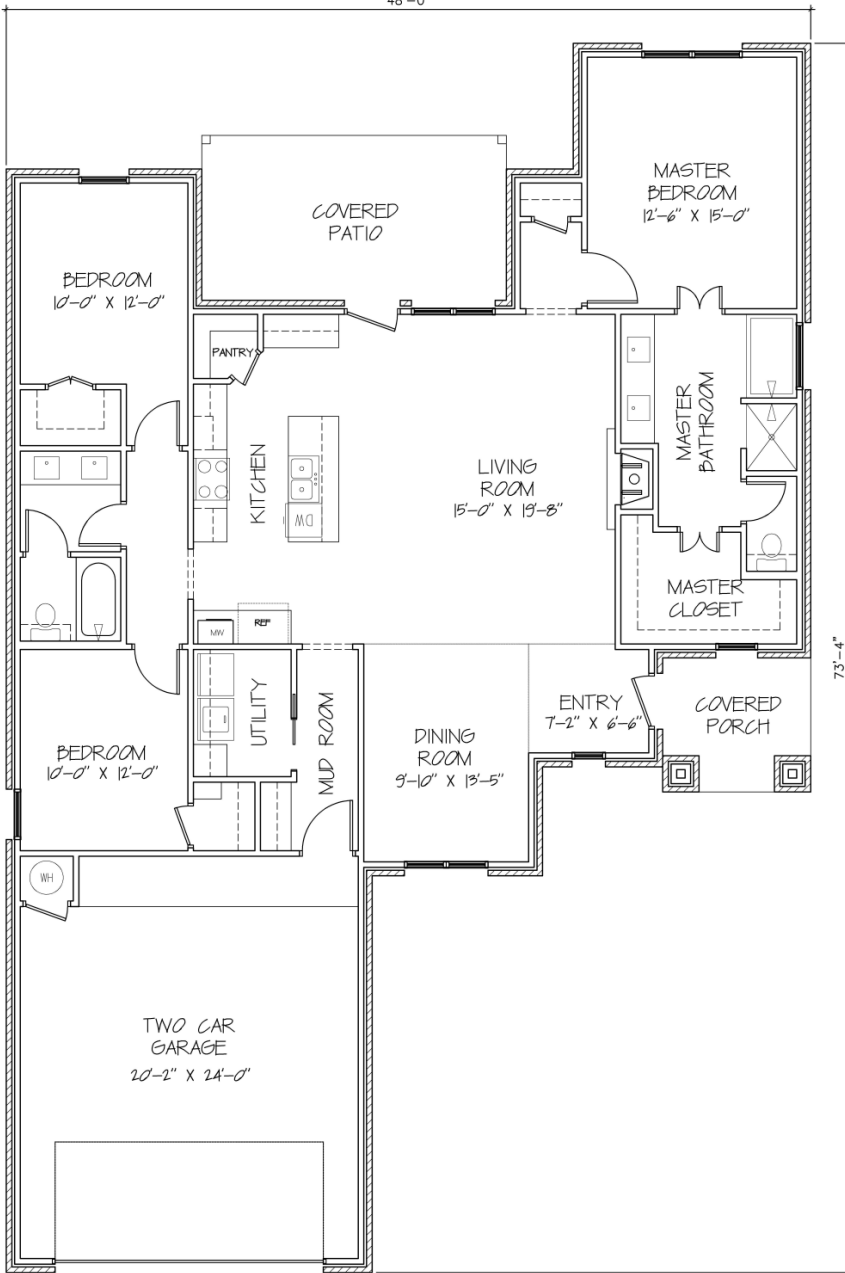 48'-0"
MASTER
BEDROOM
12'-6" X 15'-0"
COVERED
PATIO
BEDROOM
10'-0" X 12'-0"
PANTRY
KITCHEN
LIVING
ROOM
15'-0" X 19'-8"
MASTER
BATHROOM
DW
MASTER
CLOSET
MW
REF
73'-4"
UTILITY
MUD ROOM
ENTRY
7'-2" X 6'-6"
COVERED
PORCH
DINING
ROOM
9'-10" X 13'-5"
BEDROOM
10'-0" X 12'-0"
WH
TWO CAR
GARAGE
20'-2" X 24'-0"